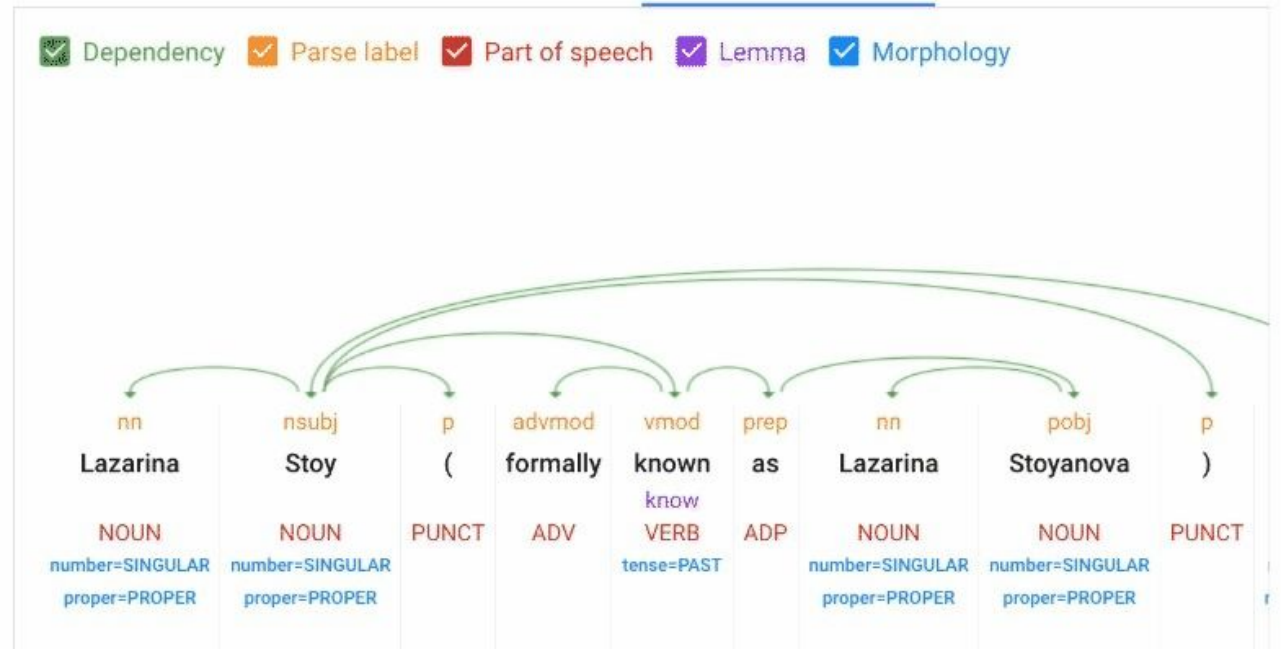 Dependency Parse label Part of speech Lemma Morphology
nn nsubj p advmod vmod prep nn pobj p
Lazarina Stoy ( formally known as Lazarina Stoyanova )
know
NOUN NOUN PUNCT ADV VERB ADP NOUN NOUN PUNCT
number=SINGULAR number=SINGULAR tense=PAST number=SINGULAR number=SINGULAR
proper=PROPER proper=PROPER proper=PROPER proper=PROPER